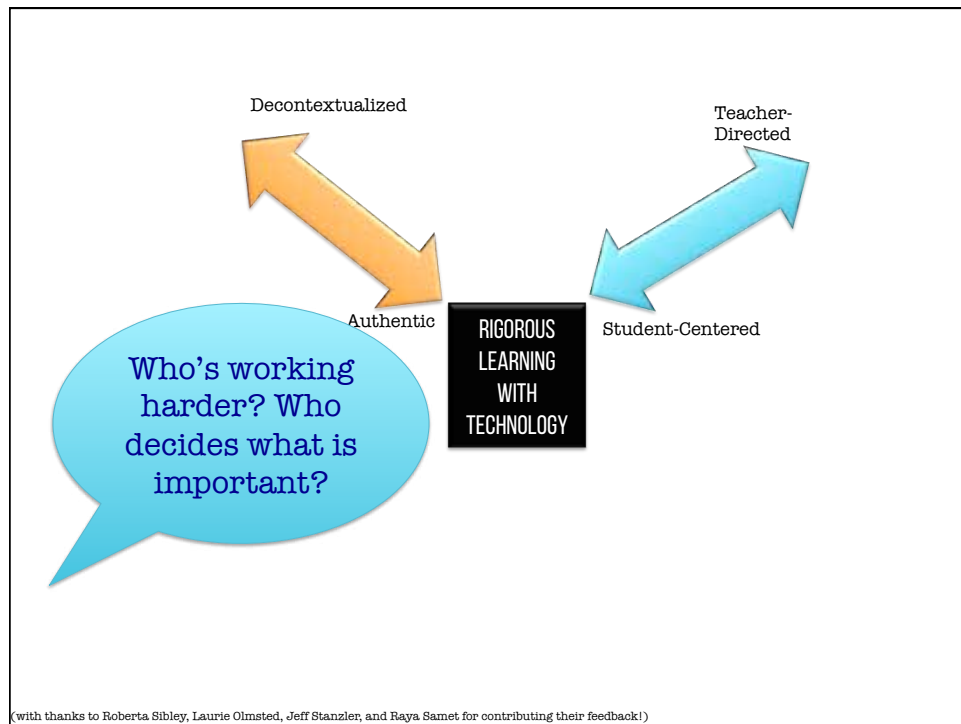 Decontextualized
Teacher-
Directed
Authentic
Student-Centered
RIGOROUS
LEARNING
WITH
TECHNOLOGY
Who's working
harder? Who
decides what is
important?
(with thanks to Roberta Sibley, Laurie Olmsted, Jeff Stanzler, and Raya Samet for contributing their feedback!)